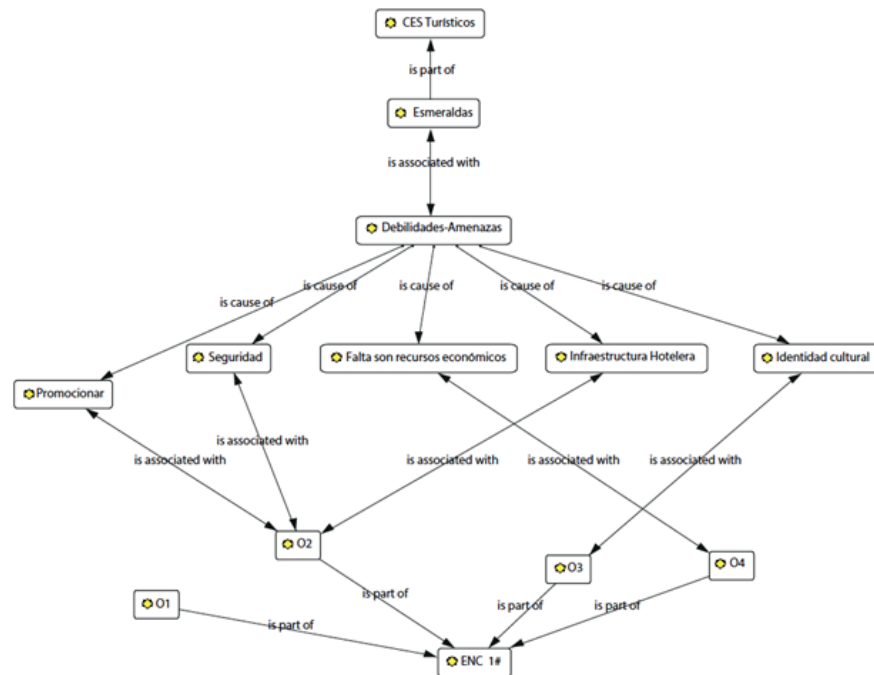 CES Turísticos
is part of
Esmeraldas
is associated with
Debilidades-Amenazas
is cause of
is cause of
is cause of
is cause of
is cause of
Seguridad
Falta son recursos económicos
Infraestructura Hotelera
Identidad cultural
Promocionar
is associated with
is associated with
is associated with
is associated with
is associated with
O2
O3
O4
O1
is part of
is part of
is part of
is part of
ENC 1#